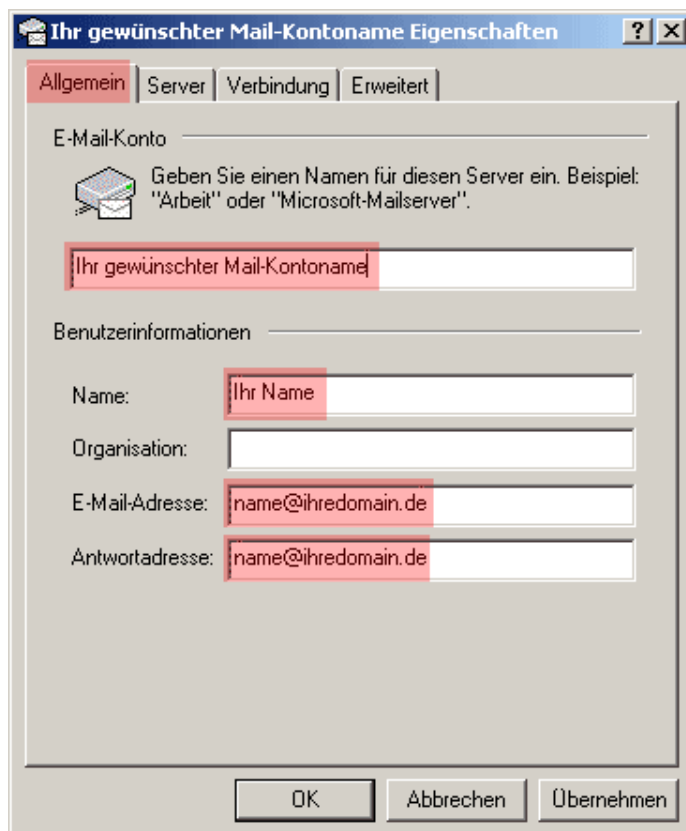 Ihr gewünschter Mail-Kontoname Eigenschaften
Allgemein Server Verbindung Erweitert
E-Mail-Konto
Geben Sie einen Namen für diesen Server ein. Beispiel:
"Arbeit" oder "Microsoft-Mailserver".
Ihr gewünschter Mail-Kontoname
Benutzerinformationen
Name: Ihr Name
Organisation:
E-Mail-Adresse: name@ihredomain.de
Antwortadresse: name@ihredomain.de
OK Abbrechen Übernehmen